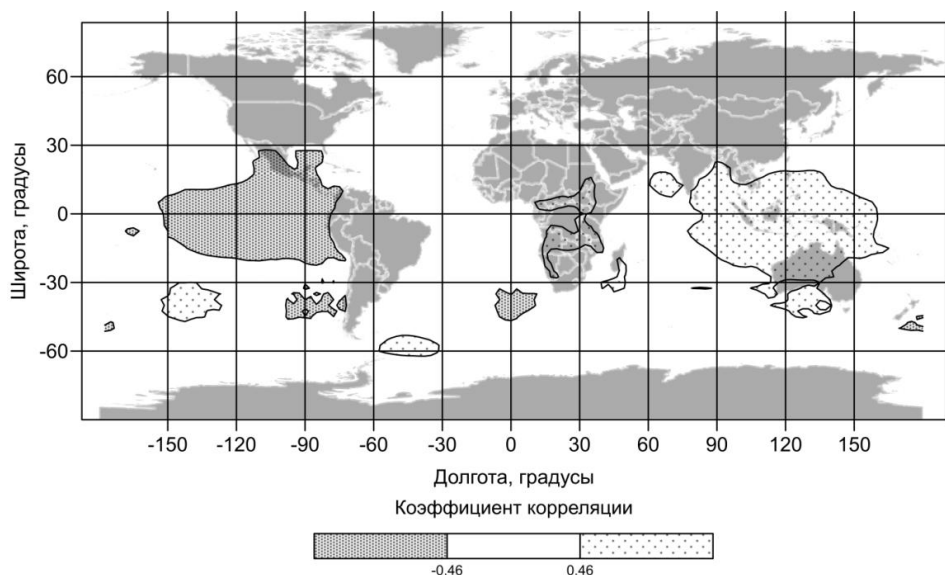 60
30
0
-30
-60
Широта, градусы
-150 -120 -90 -60 -30 0 30 60 90 120 150
Долгота, градусы
Коэффициент корреляции
-0.46 0.46